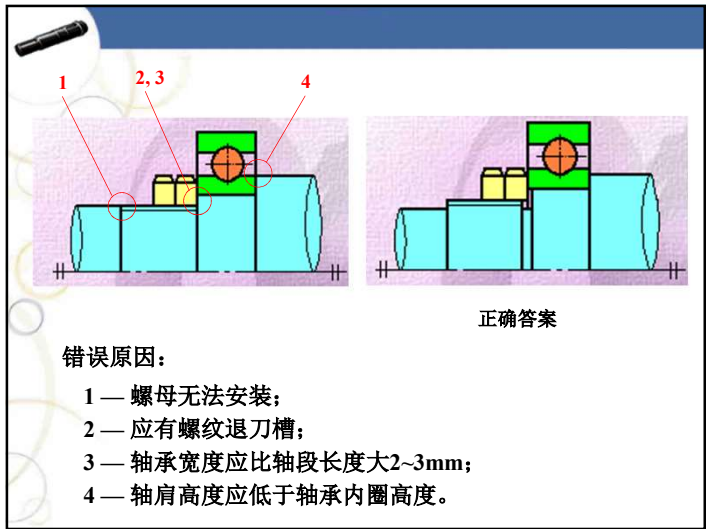 1
2, 3
4
正确答案
错误原因：
1 — 螺母无法安装；
2 — 应有螺纹退刀槽；
3 — 轴承宽度应比轴段长度大2~3mm；
4 — 轴肩高度应低于轴承内圈高度。